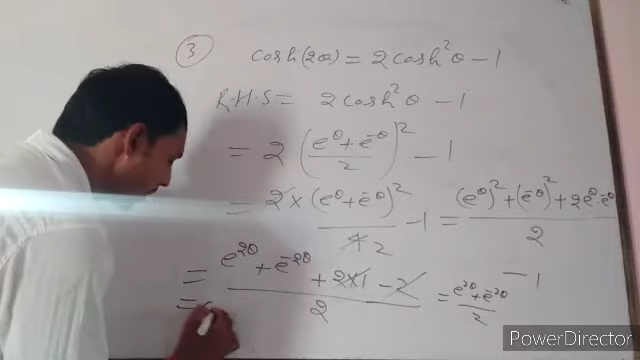 ③ cosh(2θ) = 2cosh²θ - 1
R.H.S = 2cosh²θ - 1
= 2 ((e^θ + e^-θ)/2)² - 1
= 2 × (e^θ + e^-θ)²/4 2 - 1 = ((e^θ)² + (e^-θ)² + 2e^θ·e^-θ)/2 - 1
= (e^2θ + e^-2θ + 2×1 - 2)/2 = (e^2θ + e^-2θ)/2
=
PowerDirector